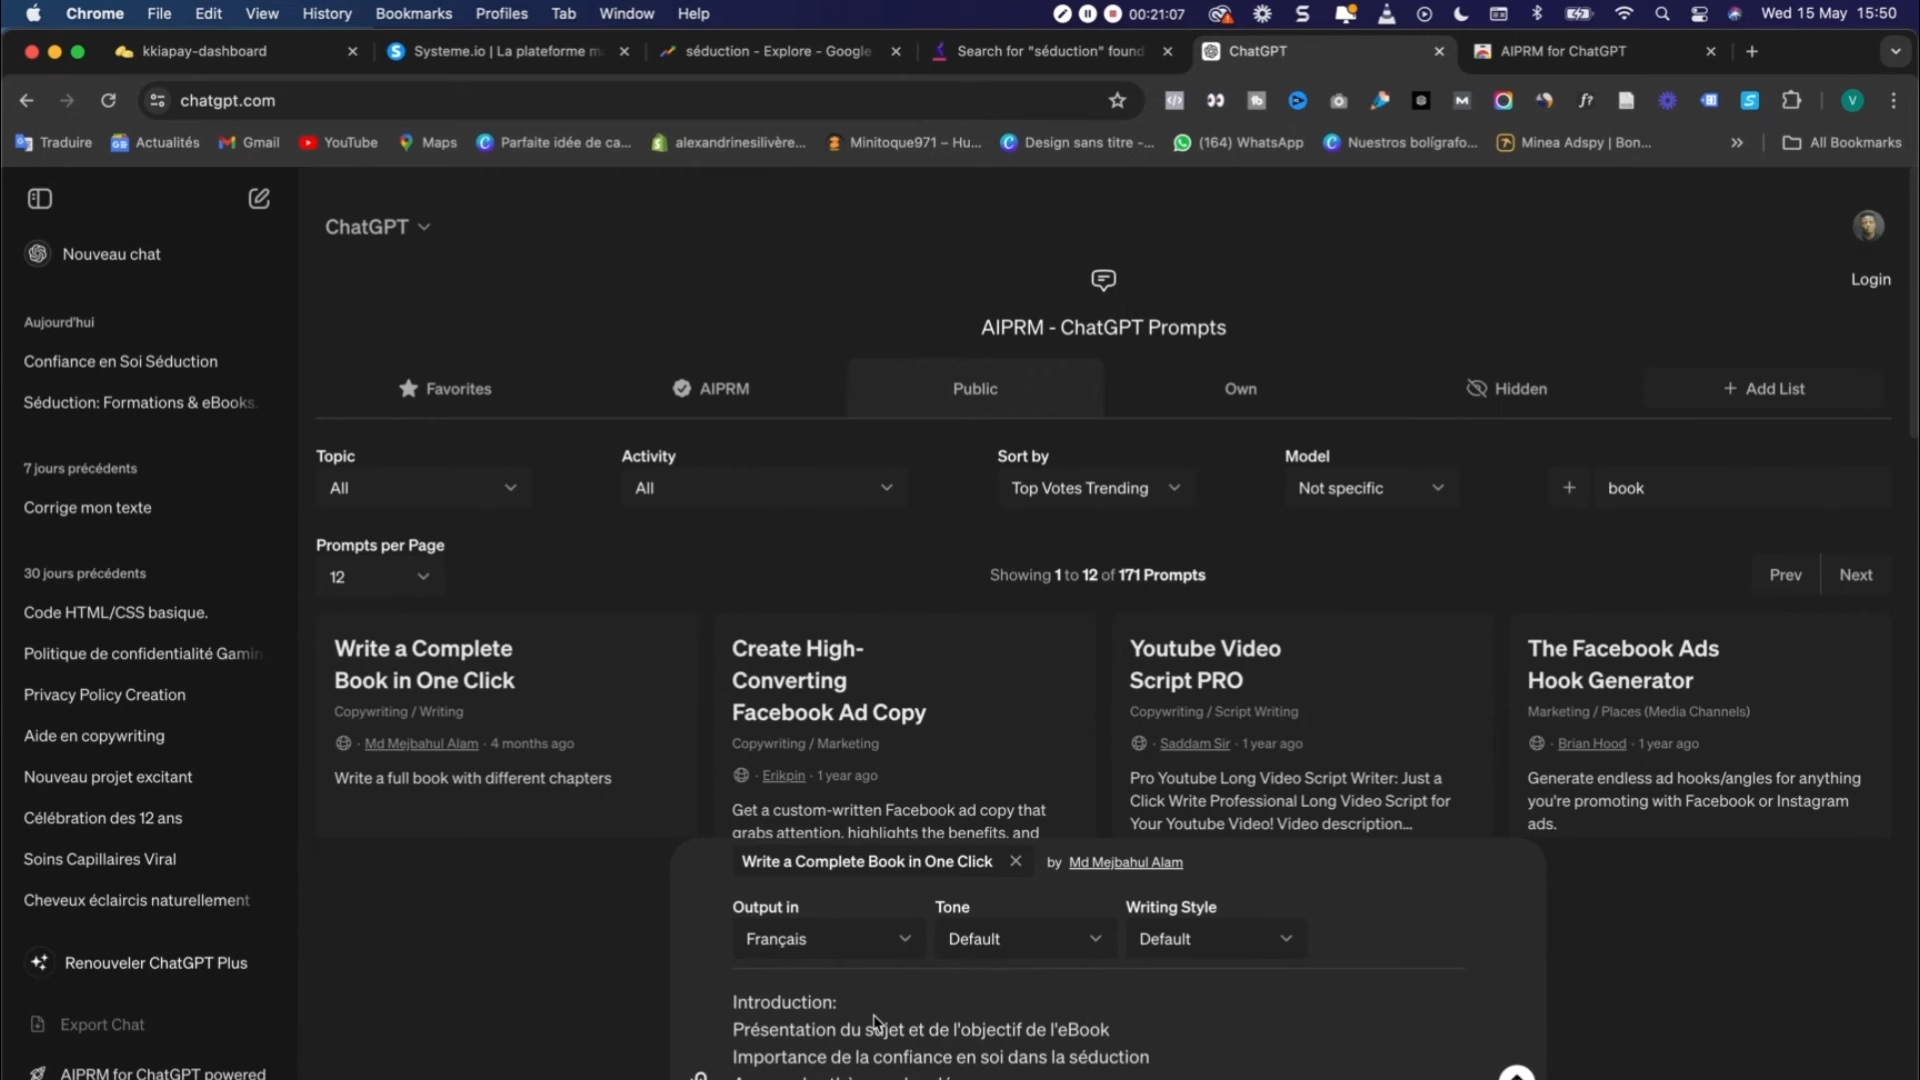 Chrome File Edit View History Bookmarks Profiles Tab Window Help 00:21:07 Wed 15 May 15:50
kkiapay-dashboard Systeme.io | La plateforme séduction - Explore - Google Search for "séduction" found ChatGPT AIPRM for ChatGPT
chatgpt.com
Traduire Actualités Gmail YouTube Maps Parfaite idée de ca... alexandrinesilivère... Minitoque971 – Hu... Design sans titre -... (164) WhatsApp Nuestros bolígrafo... Minea Adspy | Bon... » All Bookmarks
ChatGPT
Nouveau chat
Login
Aujourd'hui
AIPRM - ChatGPT Prompts
Confiance en Soi Séduction
Favorites AIPRM Public Own Hidden + Add List
Séduction: Formations & eBooks.
Topic Activity Sort by Model
7 jours précédents
All All Top Votes Trending Not specific + book
Corrige mon texte
Prompts per Page
30 jours précédents
12 Showing 1 to 12 of 171 Prompts Prev Next
Code HTML/CSS basique.
Politique de confidentialité Gamin
Privacy Policy Creation
Aide en copywriting
Nouveau projet excitant
Célébration des 12 ans
Soins Capillaires Viral
Cheveux éclaircis naturellement
Renouveler ChatGPT Plus
Export Chat
AIPRM for ChatGPT powered
Write a Complete
Book in One Click
Copywriting / Writing
· Md Mejbahul Alam · 4 months ago
Write a full book with different chapters
Create High-
Converting
Facebook Ad Copy
Copywriting / Marketing
· Erikpin · 1 year ago
Get a custom-written Facebook ad copy that
grabs attention, highlights the benefits, and
Youtube Video
Script PRO
Copywriting / Script Writing
· Saddam Sir · 1 year ago
Pro Youtube Long Video Script Writer: Just a
Click Write Professional Long Video Script for
Your Youtube Video! Video description...
The Facebook Ads
Hook Generator
Marketing / Places (Media Channels)
· Brian Hood · 1 year ago
Generate endless ad hooks/angles for anything
you're promoting with Facebook or Instagram
ads.
Write a Complete Book in One Click by Md Mejbahul Alam
Output in Tone Writing Style
Français Default Default
Introduction:
Présentation du sujet et de l'objectif de l'eBook
Importance de la confiance en soi dans la séduction